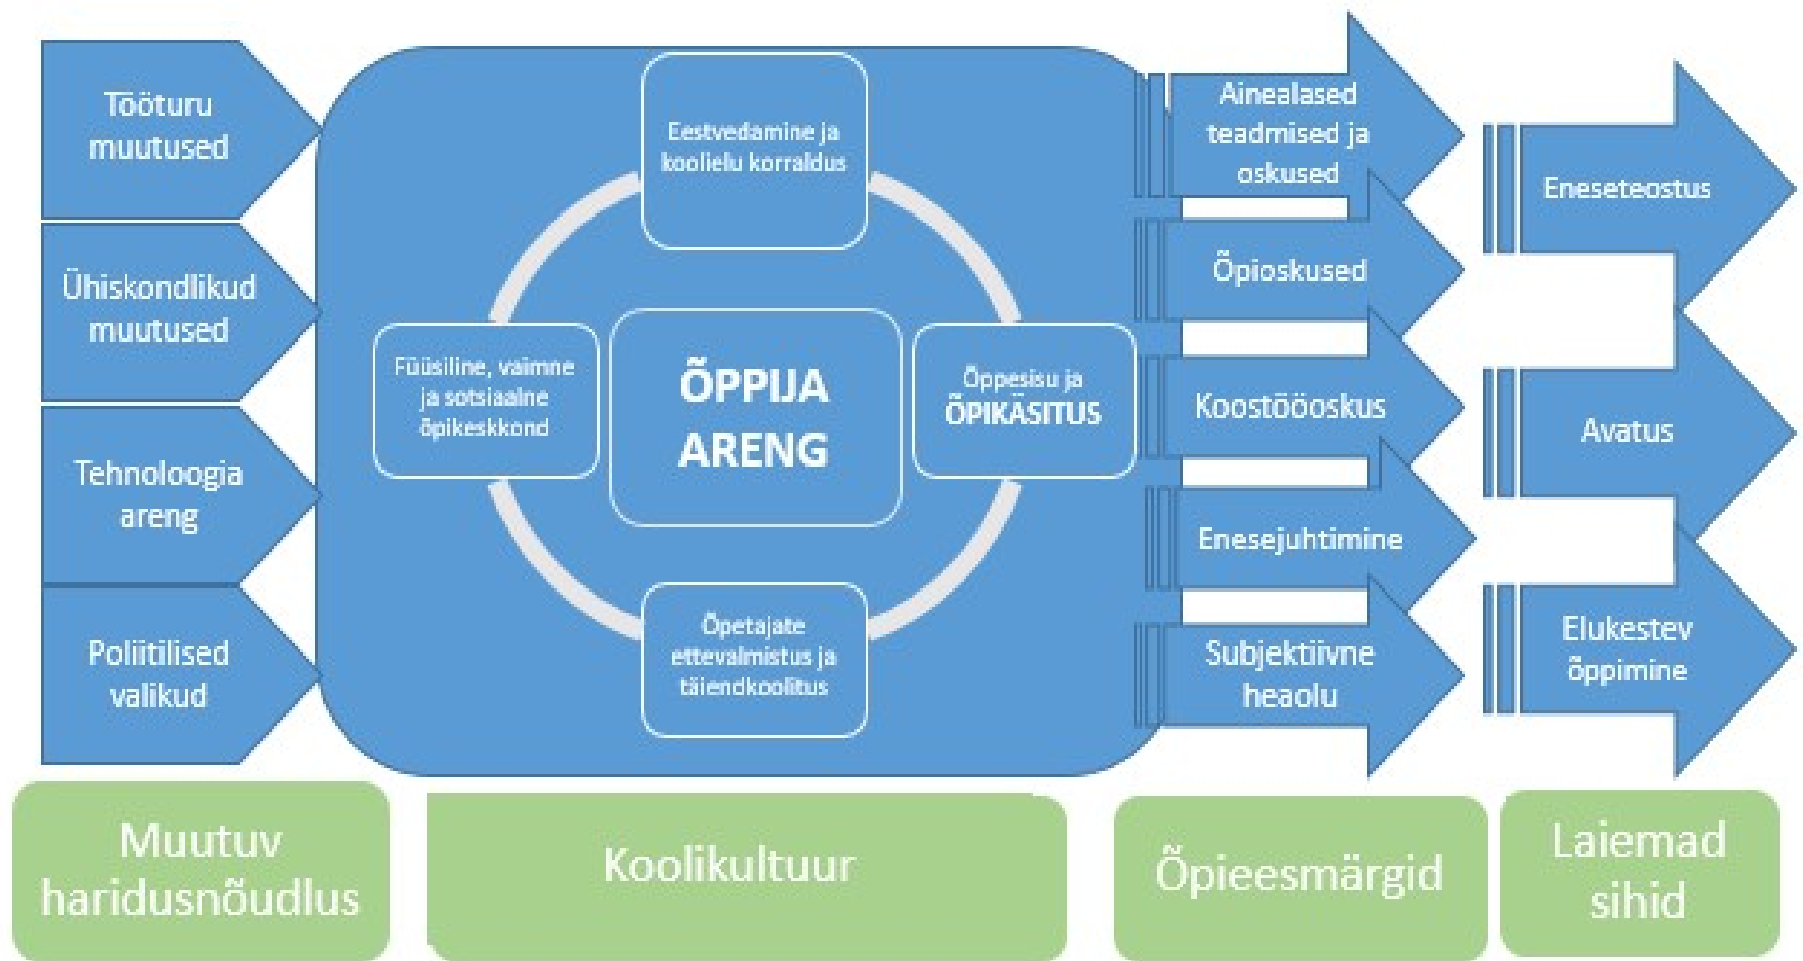 Tööturu
muutused
Ühiskondlikud
muutused
Tehnoloogia
areng
Poliitilised
valikud
Eestvedamine ja
koolielu korraldus
Füüsiline, vaimne
ja sotsiaalne
õpikeskkond
ÕPPIJA
ARENG
Õppesisu ja
ÕPIKÄSITUS
Õpetajate
ettevalmistus ja
täiendkoolitus
Ainealased
teadmised ja
oskused
Õpioskused
Koostööoskus
Enesejuhtimine
Subjektiivne
heaolu
Eneseteostus
Avatus
Elukestev
õppimine
Muutuv
haridusnõudlus
Koolikultuur
Õpieesmärgid
Laiemad
sihid